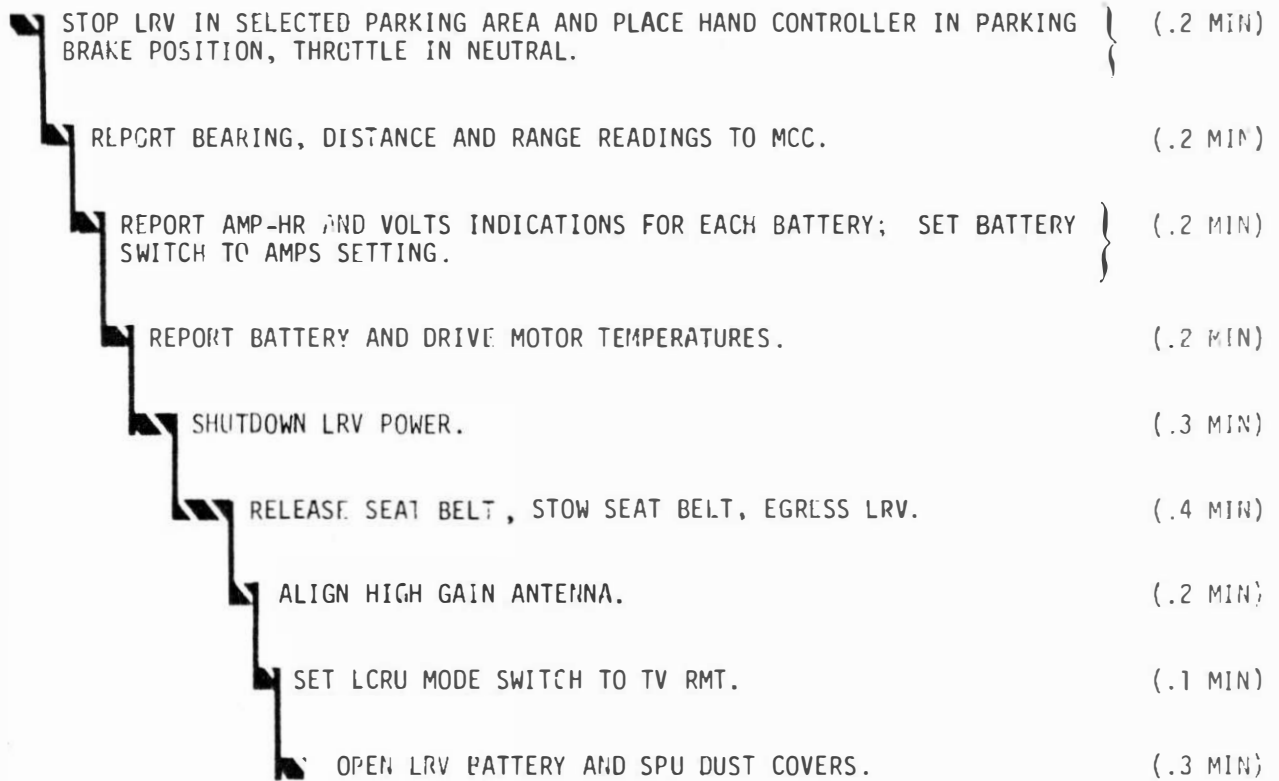 STOP LRV IN SELECTED PARKING AREA AND PLACE HAND CONTROLLER IN PARKING (.2 MIN)
BRAKE POSITION, THROTTLE IN NEUTRAL.
REPORT BEARING, DISTANCE AND RANGE READINGS TO MCC. (.2 MIN)
REPORT AMP-HR AND VOLTS INDICATIONS FOR EACH BATTERY; SET BATTERY (.2 MIN)
SWITCH TO AMPS SETTING.
REPORT BATTERY AND DRIVE MOTOR TEMPERATURES. (.2 MIN)
SHUTDOWN LRV POWER. (.3 MIN)
RELEASE SEAT BELT, STOW SEAT BELT, EGRESS LRV. (.4 MIN)
ALIGN HIGH GAIN ANTENNA. (.2 MIN)
SET LCRU MODE SWITCH TO TV RMT. (.1 MIN)
OPEN LRV BATTERY AND SPU DUST COVERS. (.3 MIN)